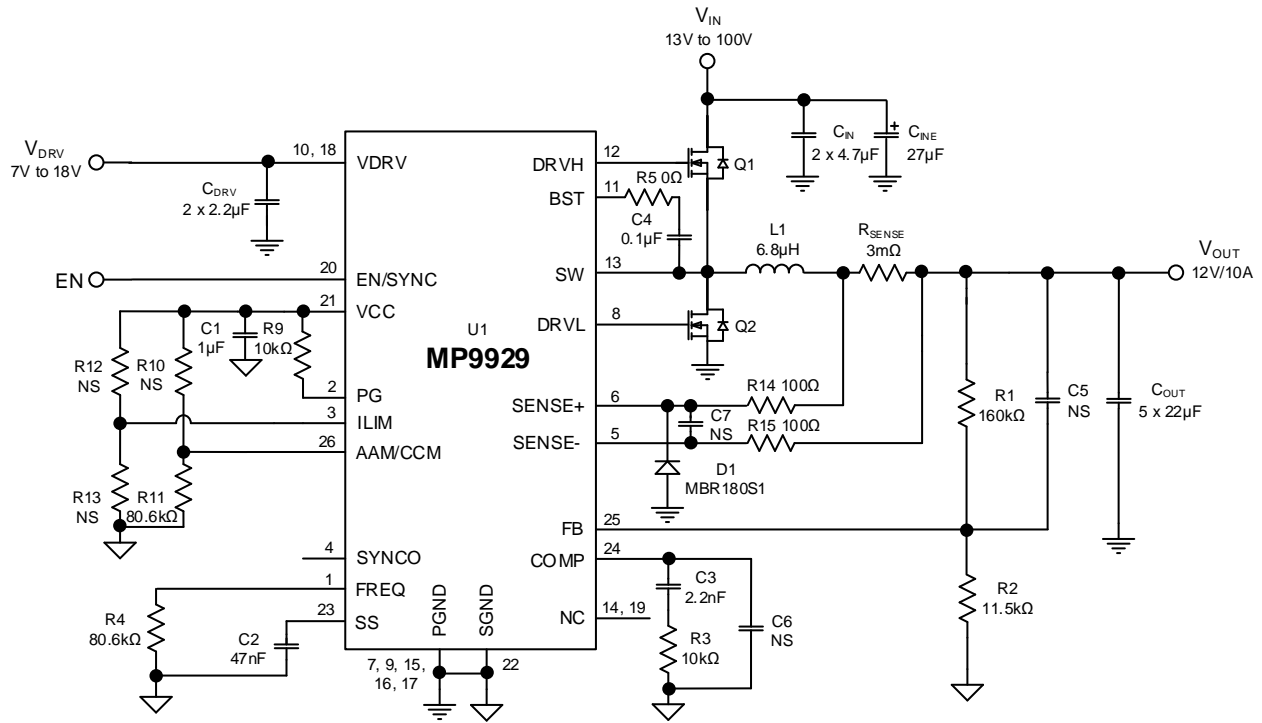 VIN
13V to 100V
VDRV
7V to 18V
10, 18
VDRV
CDRV
2 x 2.2µF
DRVH
12
Q1
CIN
2 x 4.7µF
+
CINE
27µF
BST
11
R5 0Ω
C4
0.1µF
L1
6.8µH
RSENSE
3mΩ
VOUT
12V/10A
EN
20
EN/SYNC
SW
13
21
VCC
U1
MP9929
DRVL
8
Q2
C1
1µF
R9
10kΩ
R12
NS
R10
NS
2
PG
3
ILIM
26
AAM/CCM
SENSE+
6
R14 100Ω
C7
NS
SENSE-
5
R15 100Ω
D1
MBR180S1
R1
160kΩ
C5
NS
COUT
5 x 22µF
R13
NS
R11
80.6kΩ
FB
25
4
SYNCO
COMP
24
C3
2.2nF
R3
10kΩ
C6
NS
R2
11.5kΩ
1
FREQ
R4
80.6kΩ
23
SS
C2
47nF
NC
14, 19
PGND
SGND
7, 9, 15,
16, 17
22